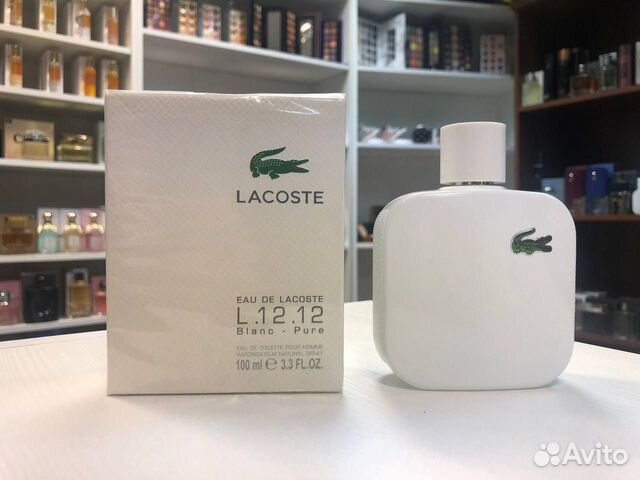 LACOSTE
EAU DE LACOSTE
L.12.12
Blanc - Pure
EAU DE TOILETTE POUR HOMME
VAPORISATEUR NATURAL SPRAY
100 ml e 3.3 FL.OZ.
Avito